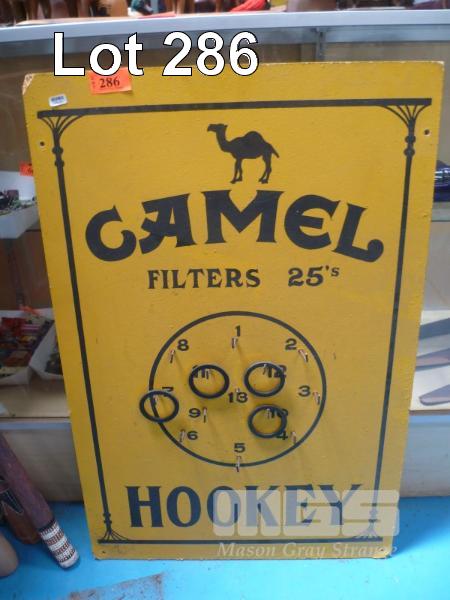 Lot 286
286
CAMEL
FILTERS 25's
1
8 2
12
7 13 3
9 10
6 4
5
HOOKEY
MGS
Mason Gray Strange